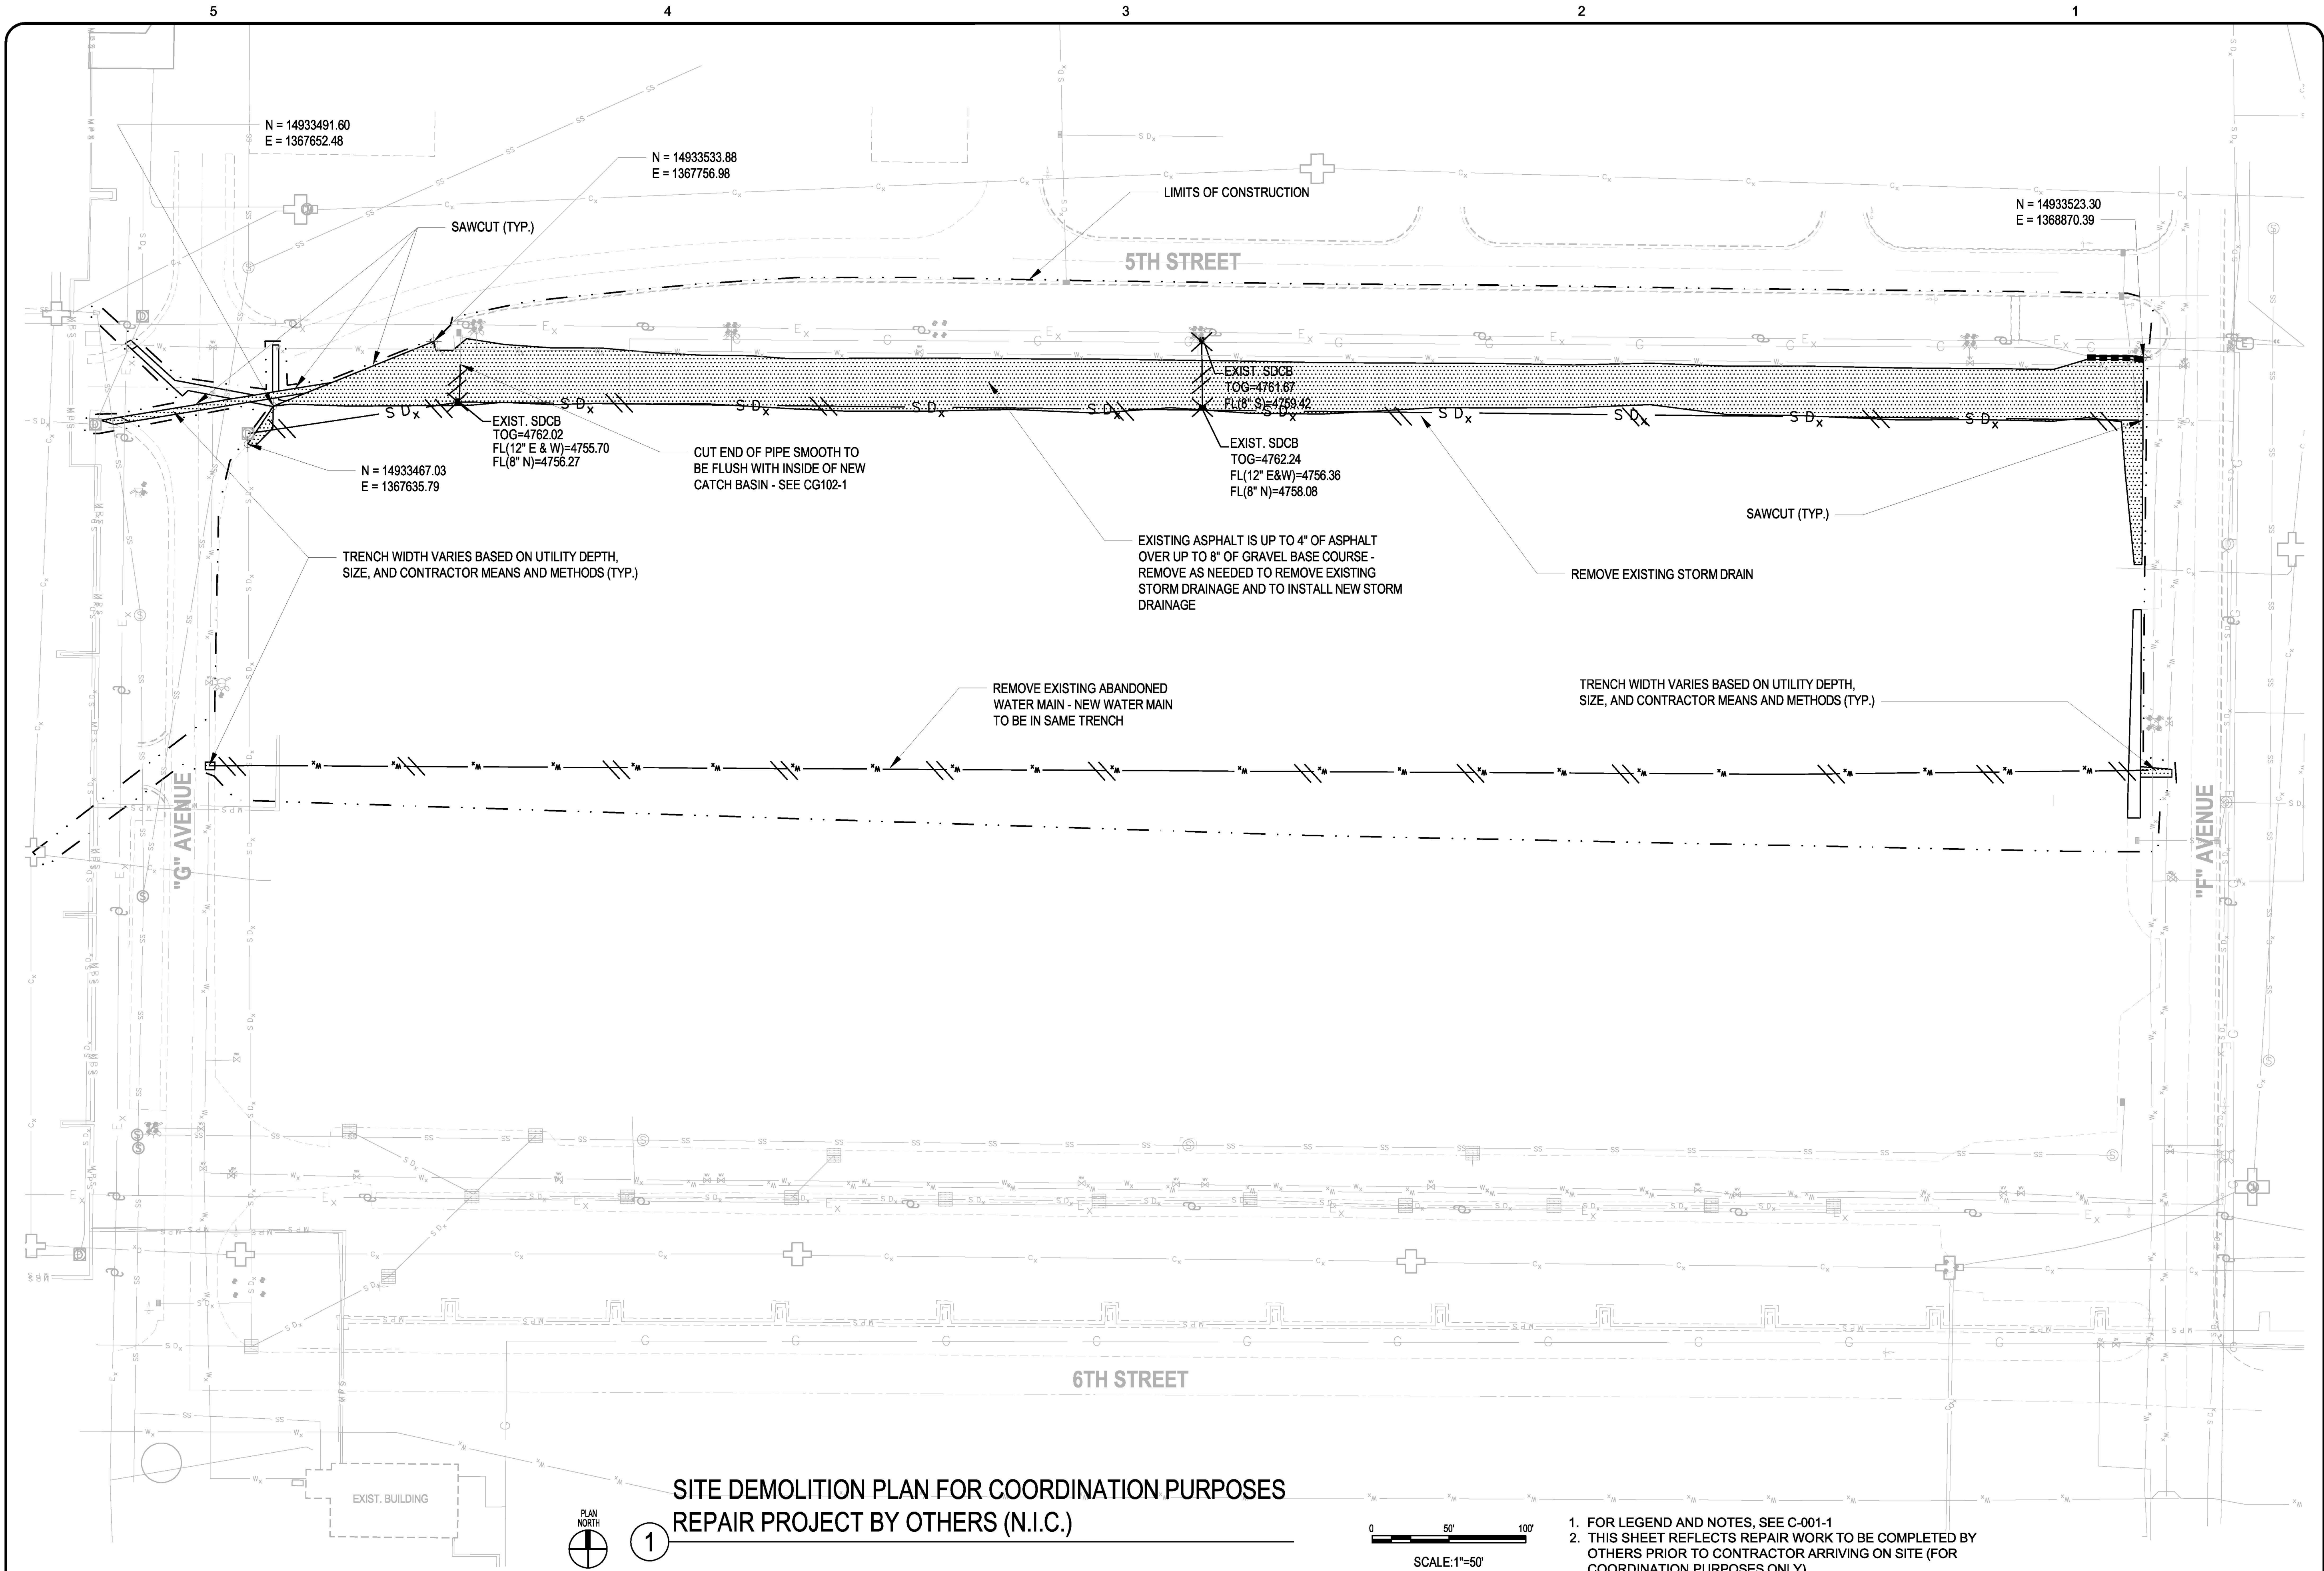 5
4
3
2
1
N = 14933491.60
E = 1367652.48
N = 14933533.88
E = 1367756.98
LIMITS OF CONSTRUCTION
N = 14933523.30
E = 1368870.39
SAWCUT (TYP.)
5TH STREET
EXIST. SDCB
TOG=4761.67
FL(8" S)=4759.42
EXIST. SDCB
TOG=4762.02
FL(12" E & W)=4755.70
FL(8" N)=4756.27
CUT END OF PIPE SMOOTH TO
BE FLUSH WITH INSIDE OF NEW
CATCH BASIN - SEE CG102-1
EXIST. SDCB
TOG=4762.24
FL(12" E&W)=4756.36
FL(8" N)=4758.08
N = 14933467.03
E = 1367635.79
SAWCUT (TYP.)
TRENCH WIDTH VARIES BASED ON UTILITY DEPTH,
SIZE, AND CONTRACTOR MEANS AND METHODS (TYP.)
EXISTING ASPHALT IS UP TO 4" OF ASPHALT
OVER UP TO 8" OF GRAVEL BASE COURSE -
REMOVE AS NEEDED TO REMOVE EXISTING
STORM DRAINAGE AND TO INSTALL NEW STORM
DRAINAGE
REMOVE EXISTING STORM DRAIN
REMOVE EXISTING ABANDONED
WATER MAIN - NEW WATER MAIN
TO BE IN SAME TRENCH
TRENCH WIDTH VARIES BASED ON UTILITY DEPTH,
SIZE, AND CONTRACTOR MEANS AND METHODS (TYP.)
"G" AVENUE
"F" AVENUE
6TH STREET
EXIST. BUILDING
PLAN
NORTH
1
SITE DEMOLITION PLAN FOR COORDINATION PURPOSES
REPAIR PROJECT BY OTHERS (N.I.C.)
0 50' 100'
SCALE:1"=50'
1. FOR LEGEND AND NOTES, SEE C-001-1
2. THIS SHEET REFLECTS REPAIR WORK TO BE COMPLETED BY
OTHERS PRIOR TO CONTRACTOR ARRIVING ON SITE (FOR
COORDINATION PURPOSES ONLY)